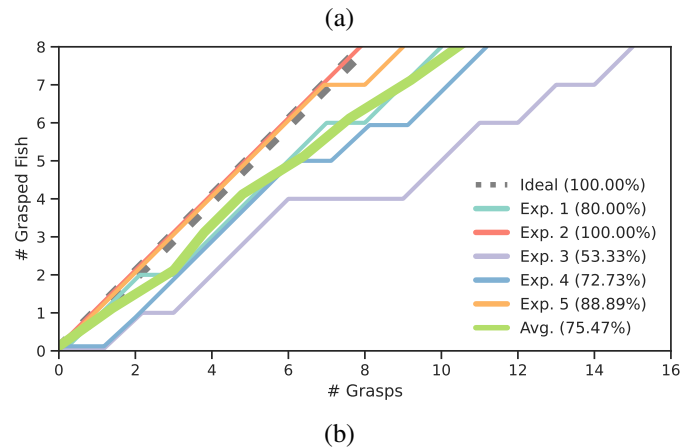 (a)
8
7
6
5
4
3
2
1
0
# Grasped Fish
Ideal (100.00%)
Exp. 1 (80.00%)
Exp. 2 (100.00%)
Exp. 3 (53.33%)
Exp. 4 (72.73%)
Exp. 5 (88.89%)
Avg. (75.47%)
0 2 4 6 8 10 12 14 16
# Grasps
(b)